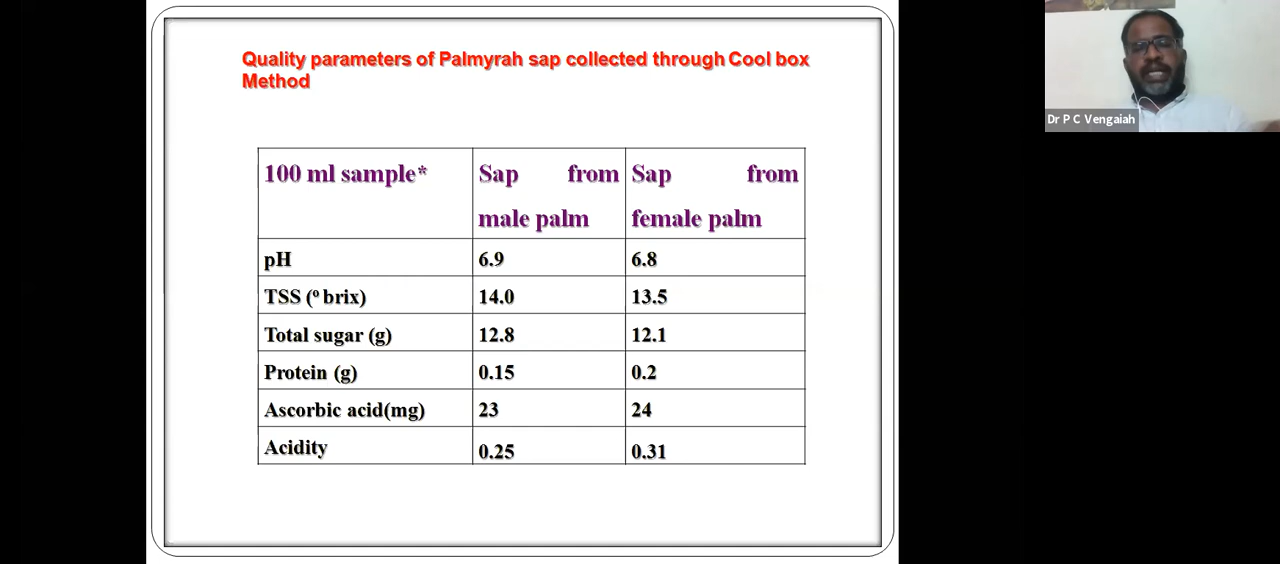 Quality parameters of Palmyrah sap collected through Cool box
Method
Dr P C Vengaiah
100 ml sample* Sap from Sap from
male palm female palm
pH 6.9 6.8
TSS (º brix) 14.0 13.5
Total sugar (g) 12.8 12.1
Protein (g) 0.15 0.2
Ascorbic acid(mg) 23 24
Acidity 0.25 0.31